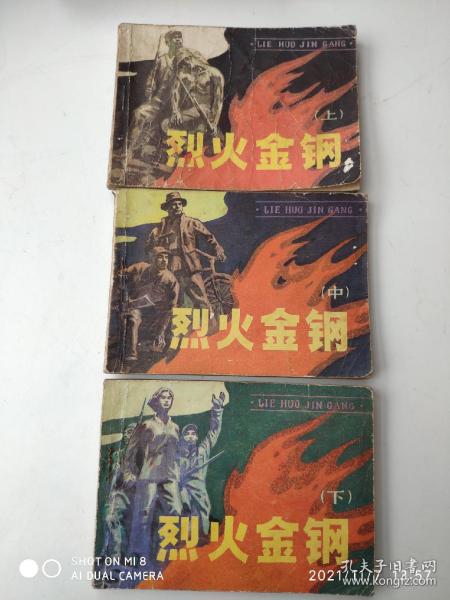 · LIE HUO JIN GANG ·
(上)
烈火金钢
· LIE HUO JIN GANG ·
(中)
烈火金钢
· LIE HUO JIN GANG ·
(下)
烈火金钢
SHOT ON MI 8
AI DUAL CAMERA
孔夫子旧书网